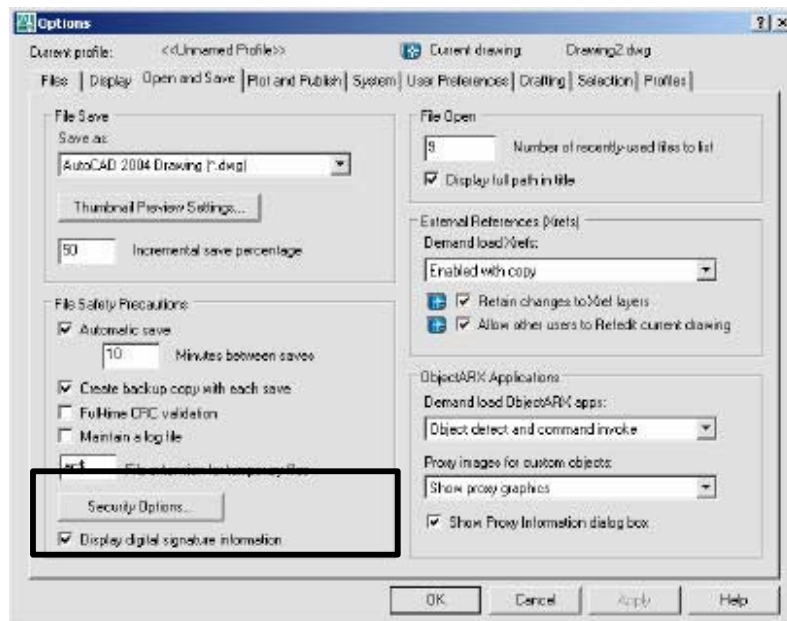 Options
Current profile: <<Unnamed Profile>> Current drawing: Drawing2.dwg
Files Display Open and Save Plot and Publish System User Preferences Drafting Selection Profiles
File Save
Save as:
AutoCAD 2004 Drawing (*.dwg)
Thumbnail Preview Settings...
50 Incremental save percentage
File Safety Precautions
Automatic save
10 Minutes between saves
Create backup copy with each save
Full-time CRC validation
Maintain a log file
File extension for temporary files
Security Options...
Display digital signature information
File Open
9 Number of recently-used files to list
Display full path in title
External References (Xrefs)
Demand load Xrefs:
Enabled with copy
Retain changes to Xref layers
Allow other users to Refedit current drawing
ObjectARX Applications
Demand load ObjectARX apps:
Object detect and command invoke
Proxy images for custom objects:
Show proxy graphics
Show Proxy Information dialog box
OK Cancel Apply Help